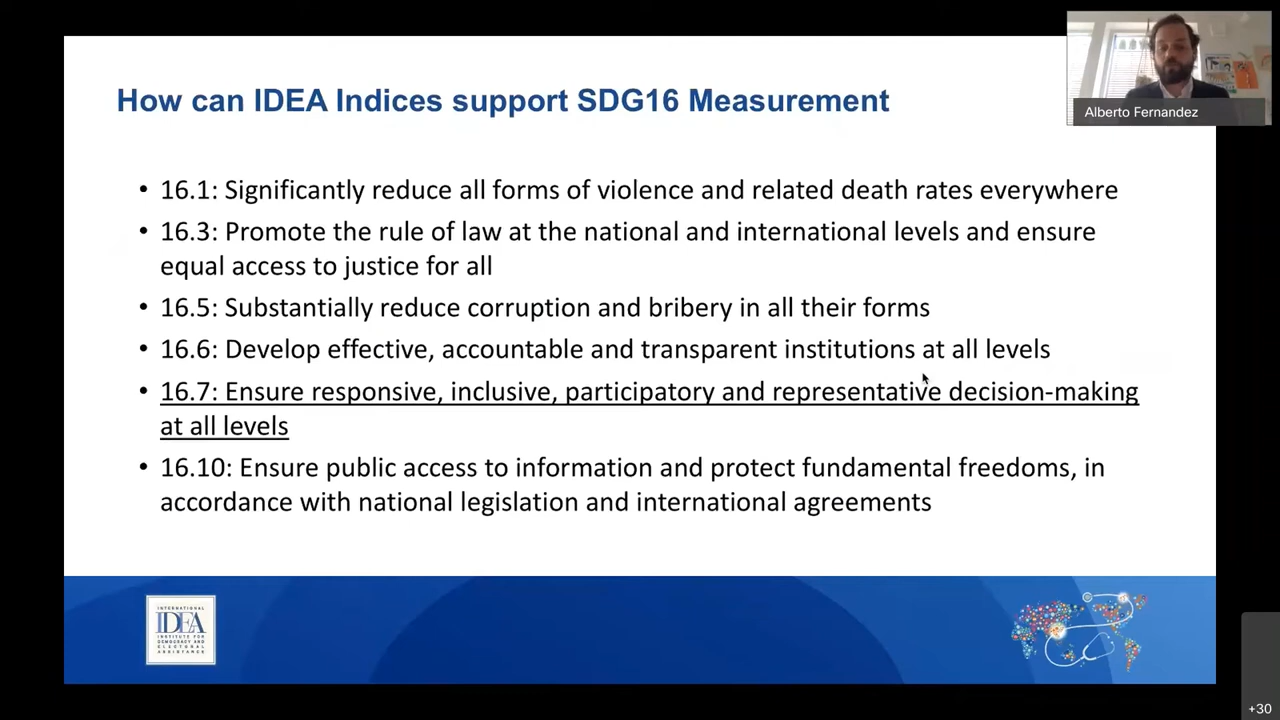 How can IDEA Indices support SDG16 Measurement
Alberto Fernandez
• 16.1: Significantly reduce all forms of violence and related death rates everywhere
• 16.3: Promote the rule of law at the national and international levels and ensure
equal access to justice for all
• 16.5: Substantially reduce corruption and bribery in all their forms
• 16.6: Develop effective, accountable and transparent institutions at all levels
• 16.7: Ensure responsive, inclusive, participatory and representative decision-making
at all levels
• 16.10: Ensure public access to information and protect fundamental freedoms, in
accordance with national legislation and international agreements
INTERNATIONAL
IDEA
INSTITUTE FOR
DEMOCRACY AND
ELECTORAL
ASSISTANCE
+30